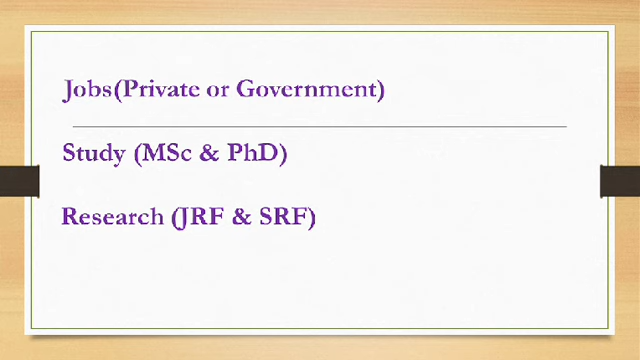 Jobs(Private or Government)
Study (MSc & PhD)
Research (JRF & SRF)